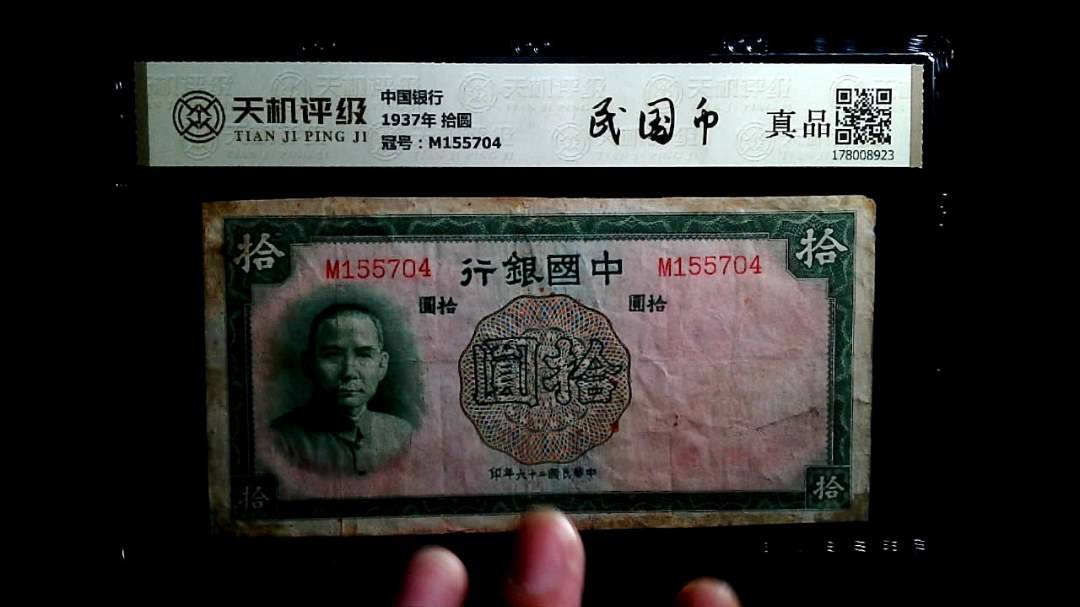 天机评级
TIAN JI PING JI
中国银行
1937年 拾圆
冠号：M155704
民国币
真品
178008923
拾
拾
M155704
行銀國中
M155704
圓拾
圓拾
圓拾
印年六十二國民華中
拾
拾